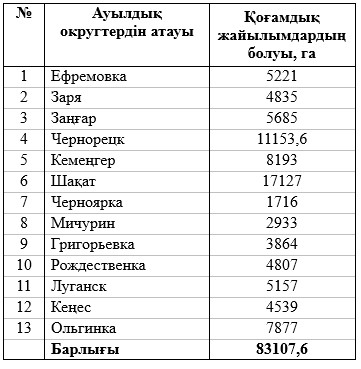 № Ауылдық округтердін атауы Қоғамдық жайылымдардың болуы, га
1 Ефремовка 5221
2 Заря 4835
3 Заңғар 5685
4 Чернорецк 11153,6
5 Кемеңгер 8193
6 Шақат 17127
7 Черноярка 1716
8 Мичурин 2933
9 Григорьевка 3864
10 Рождественка 4807
11 Луганск 5157
12 Кеңес 4539
13 Ольгинка 7877
Барлығы 83107,6